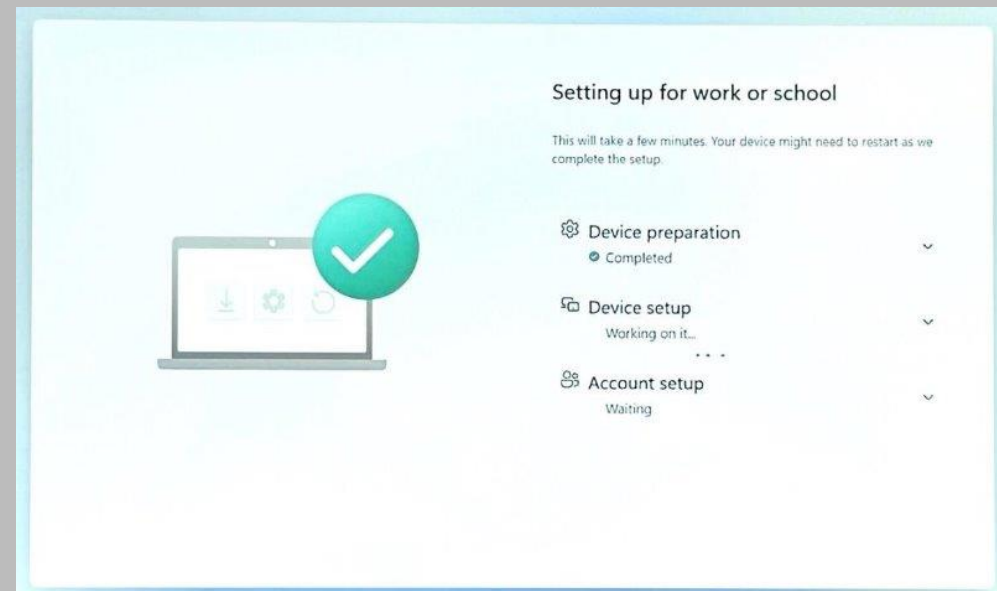 Setting up for work or school
This will take a few minutes. Your device might need to restart as we
complete the setup.
Device preparation
Completed
Device setup
Working on it...
Account setup
Waiting